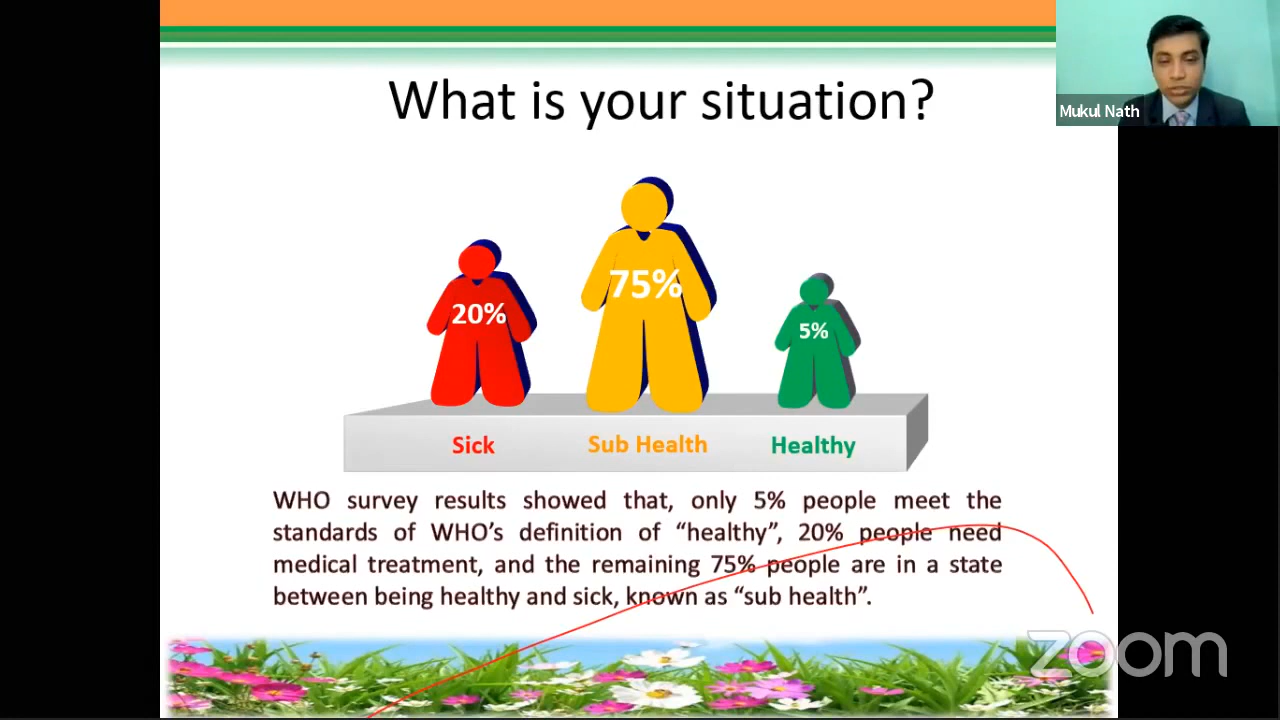 What is your situation?
Mukul Nath
20%
75%
5%
Sick
Sub Health
Healthy
WHO survey results showed that, only 5% people meet the
standards of WHO’s definition of “healthy”, 20% people need
medical treatment, and the remaining 75% people are in a state
between being healthy and sick, known as “sub health”.
zoom